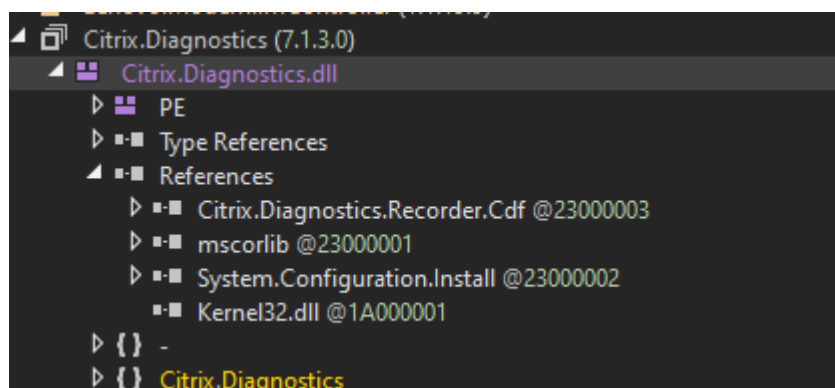 Citrix.Diagnostics (7.1.3.0)
Citrix.Diagnostics.dll
PE
Type References
References
Citrix.Diagnostics.Recorder.Cdf @23000003
mscorlib @23000001
System.Configuration.Install @23000002
Kernel32.dll @1A000001
{ } -
{ } Citrix.Diagnostics